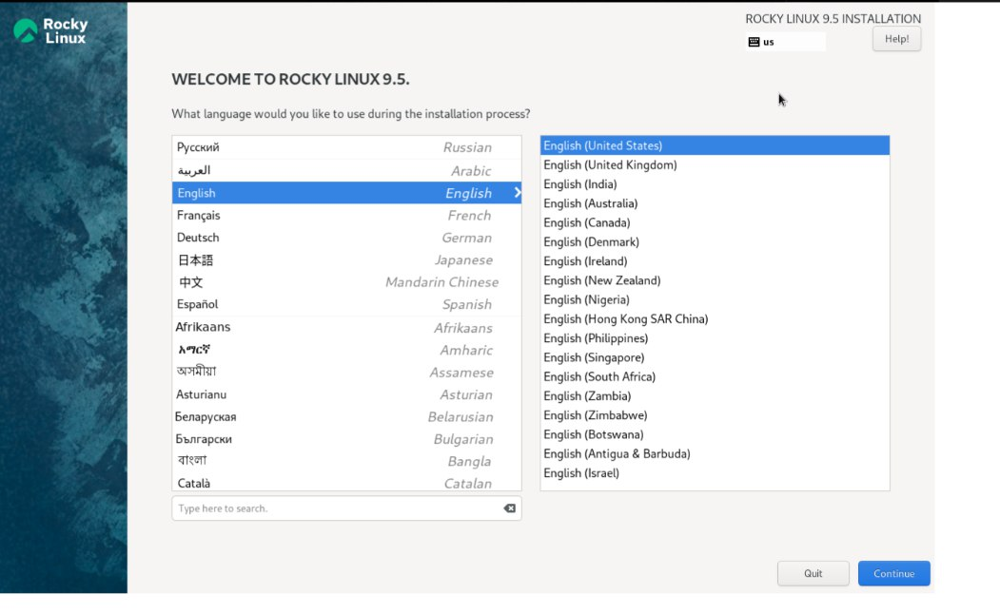 Rocky
Linux
ROCKY LINUX 9.5 INSTALLATION
us
Help!
WELCOME TO ROCKY LINUX 9.5.
What language would you like to use during the installation process?
Русский Russian
العربية Arabic
English English
Français French
Deutsch German
日本語 Japanese
中文 Mandarin Chinese
Español Spanish
Afrikaans Afrikaans
አማርኛ Amharic
অসমীয়া Assamese
Asturianu Asturian
Беларуская Belarusian
Български Bulgarian
বাংলা Bangla
Català Catalan
Type here to search.
English (United States)
English (United Kingdom)
English (India)
English (Australia)
English (Canada)
English (Denmark)
English (Ireland)
English (New Zealand)
English (Nigeria)
English (Hong Kong SAR China)
English (Philippines)
English (Singapore)
English (South Africa)
English (Zambia)
English (Zimbabwe)
English (Botswana)
English (Antigua & Barbuda)
English (Israel)
Quit
Continue